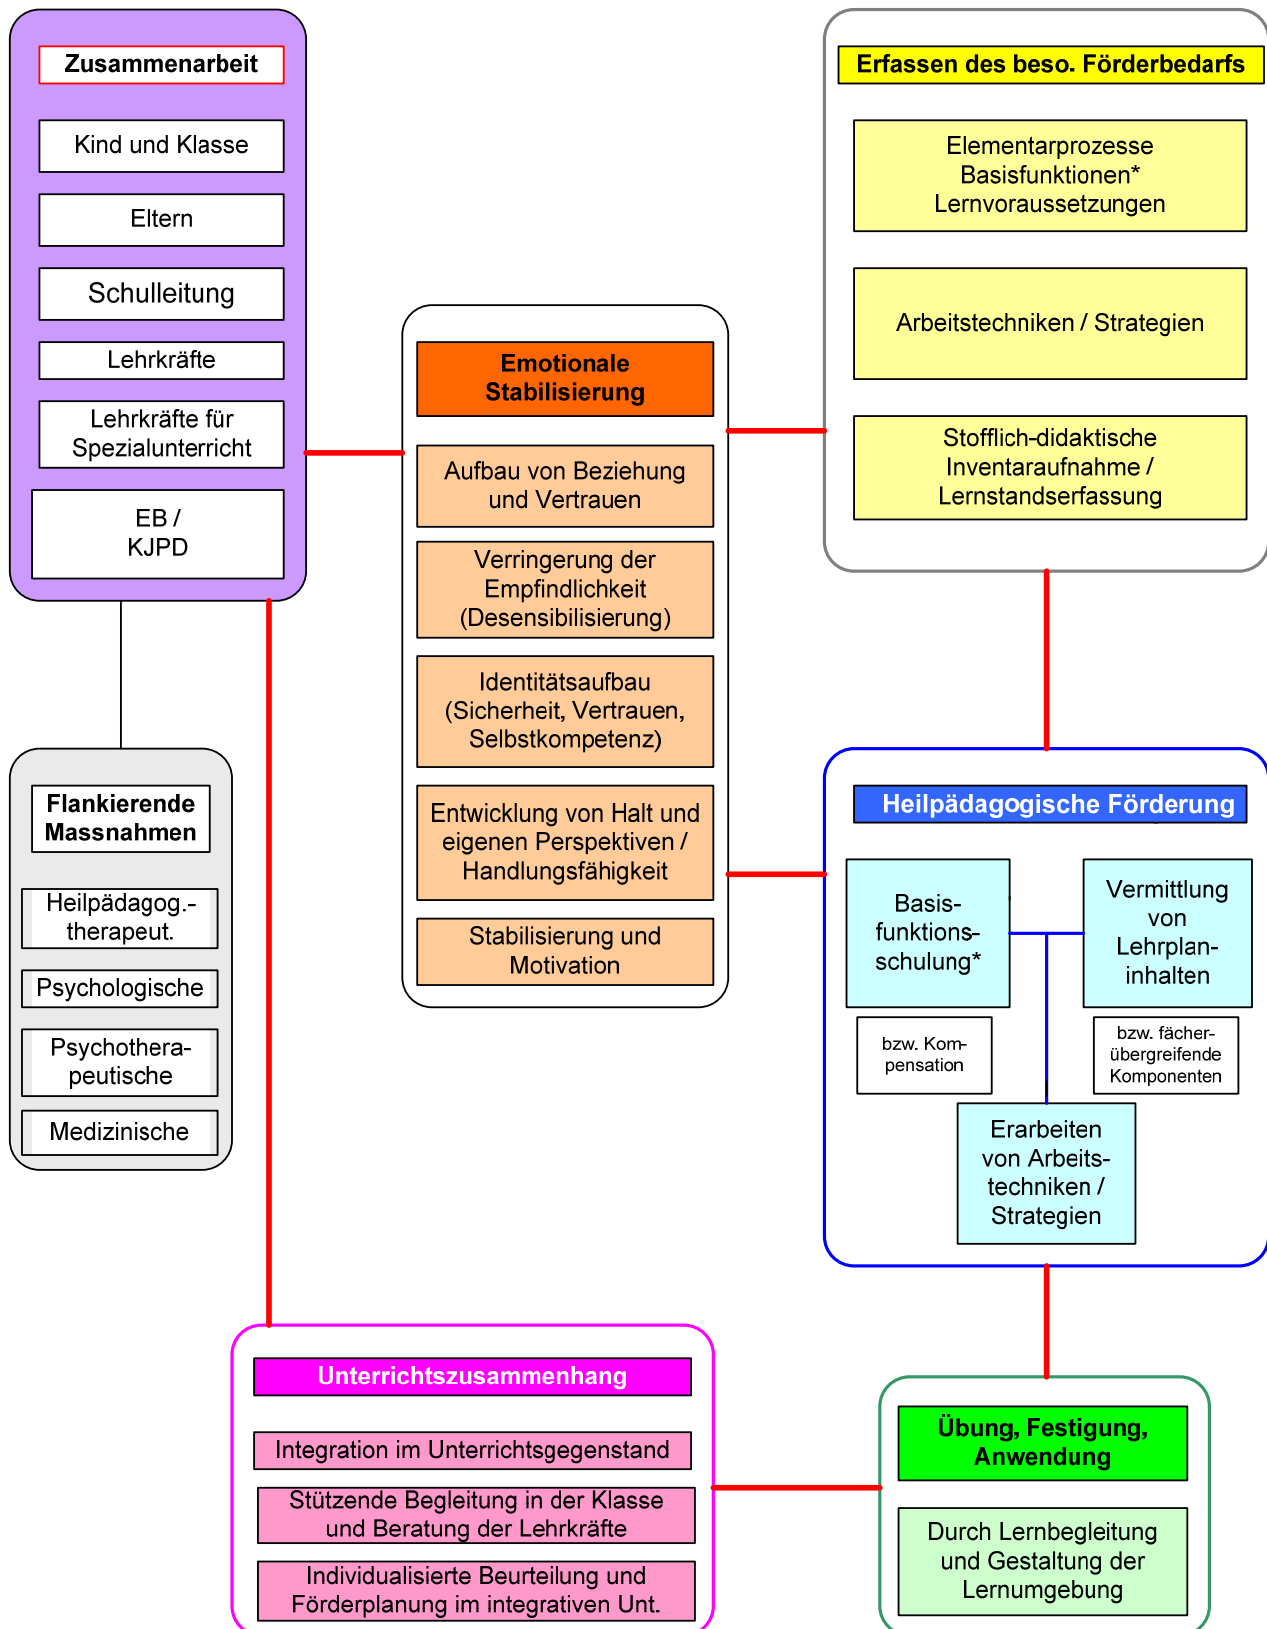 Zusammenarbeit
Kind und Klasse
Eltern
Schulleitung
Lehrkräfte
Lehrkräfte für
Spezialunterricht
EB /
KJPD
Erfassen des beso. Förderbedarfs
Elementarprozesse
Basisfunktionen*
Lernvoraussetzungen
Arbeitstechniken / Strategien
Stofflich-didaktische
Inventaraufnahme /
Lernstandserfassung
Emotionale
Stabilisierung
Aufbau von Beziehung
und Vertrauen
Verringerung der
Empfindlichkeit
(Desensibilisierung)
Identitätsaufbau
(Sicherheit, Vertrauen,
Selbstkompetenz)
Entwicklung von Halt und
eigenen Perspektiven /
Handlungsfähigkeit
Stabilisierung und
Motivation
Flankierende
Massnahmen
Heilpädagog.-
therapeut.
Psychologische
Psychothera-
peutische
Medizinische
Heilpädagogische Förderung
Basis-
funktions-
schulung*
Vermittlung
von
Lehrplan-
inhalten
bzw. Kom-
pensation
bzw. fächer-
übergreifende
Komponenten
Erarbeiten
von Arbeits-
techniken /
Strategien
Unterrichtszusammenhang
Integration im Unterrichtsgegenstand
Stützende Begleitung in der Klasse
und Beratung der Lehrkräfte
Individualisierte Beurteilung und
Förderplanung im integrativen Unt.
Übung, Festigung,
Anwendung
Durch Lernbegleitung
und Gestaltung der
Lernumgebung